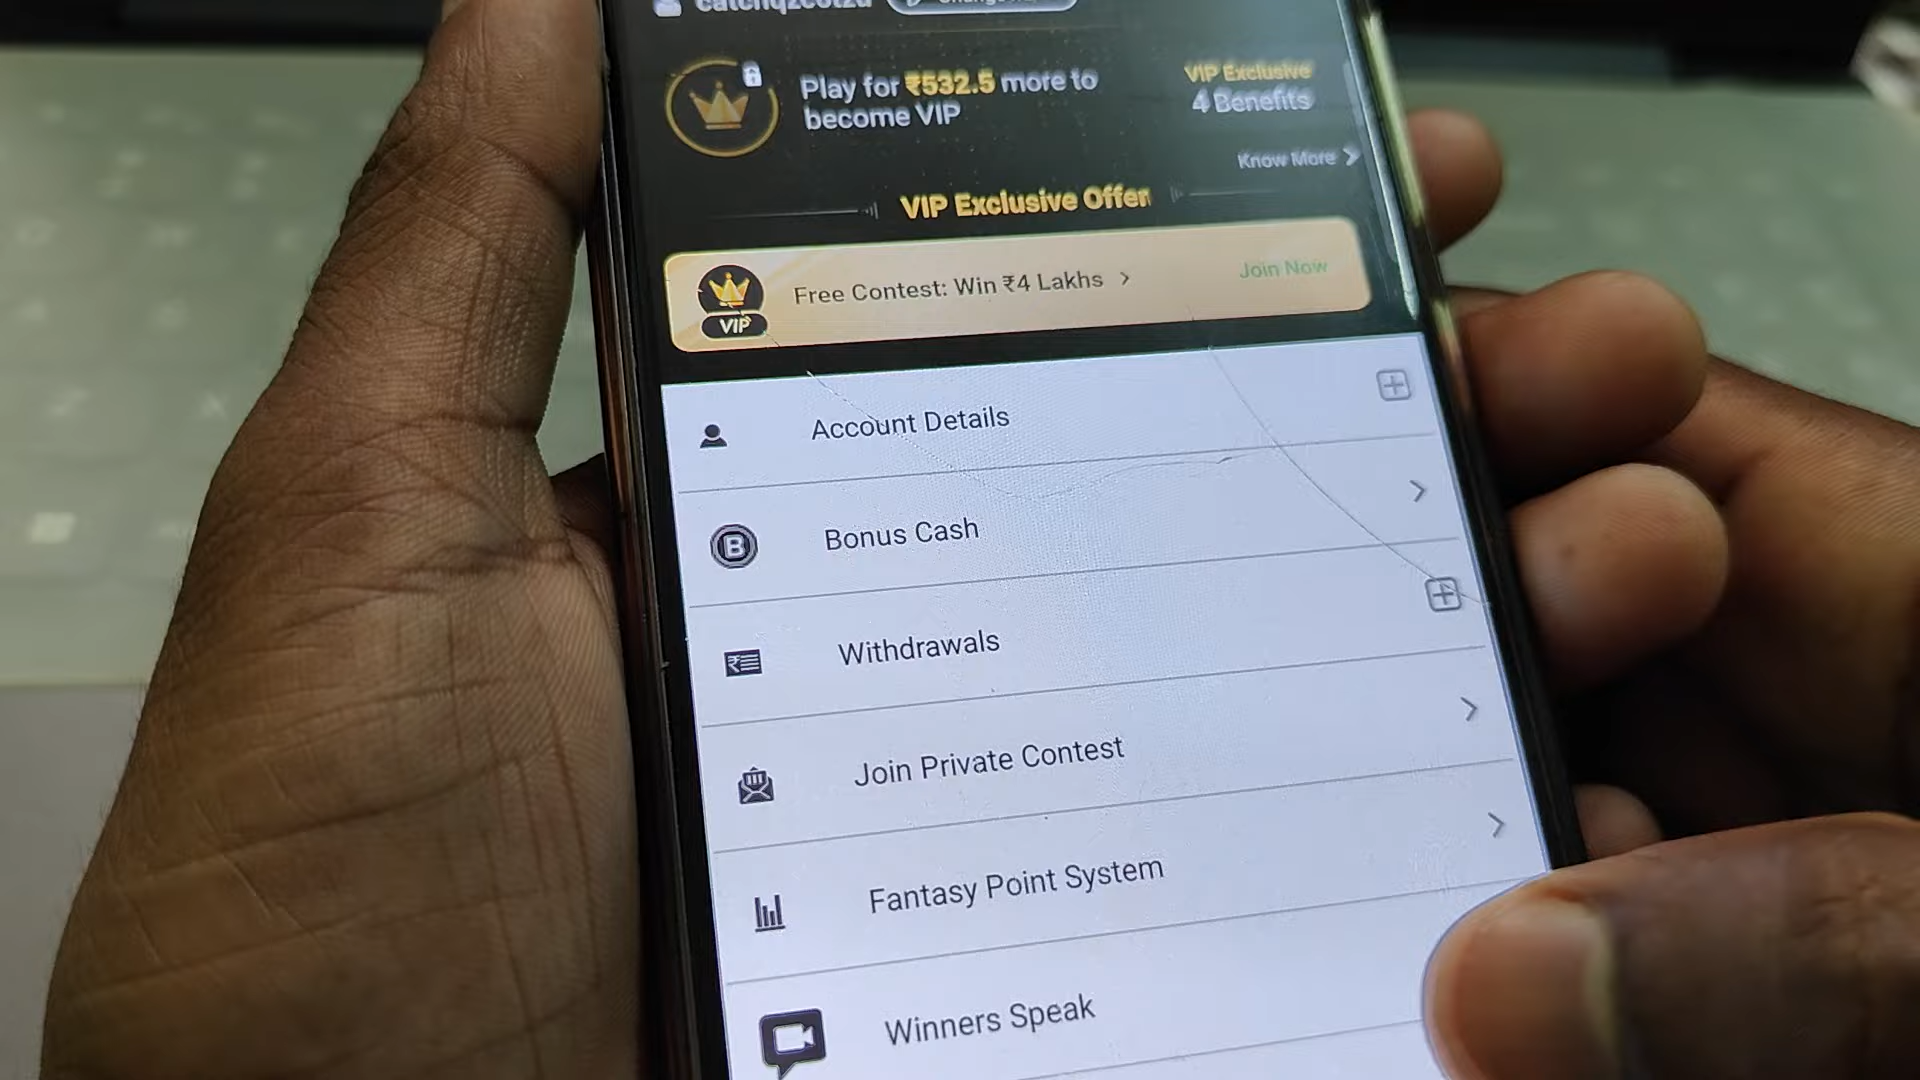 Play for ₹532.5 more to
become VIP
VIP Exclusive
4 Benefits
Know More
VIP Exclusive Offer
VIP
Free Contest: Win ₹4 Lakhs
Join Now
Account Details
B
Bonus Cash
Withdrawals
Join Private Contest
Fantasy Point System
Winners Speak